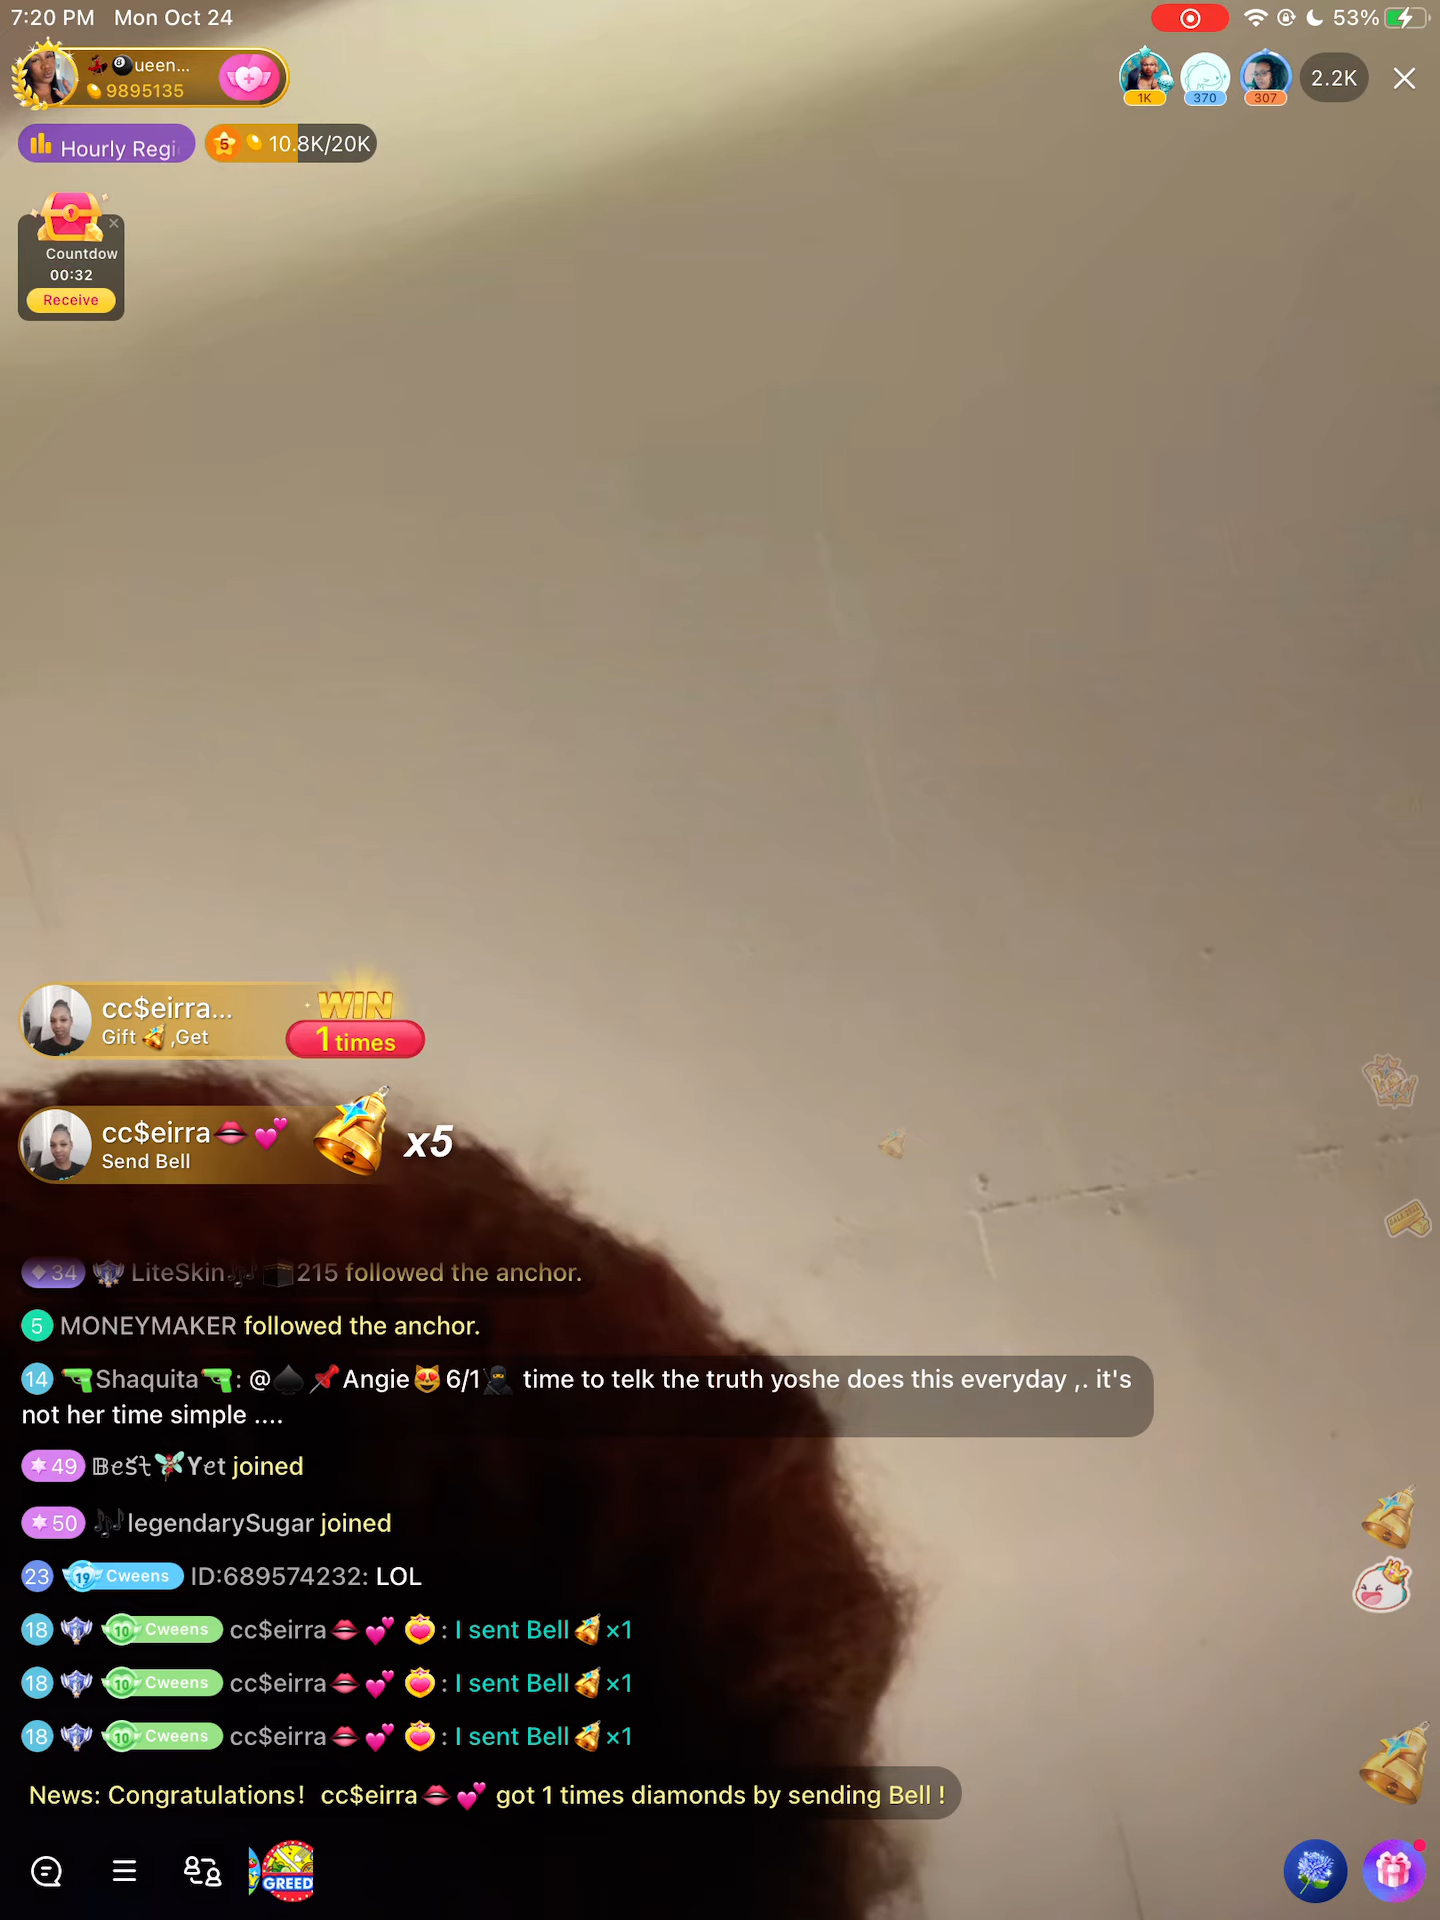 7:20 PM Mon Oct 24
53%
🎱ueen...
9895135
1K
370
307
2.2K
Hourly Regi
5 10.8K/20K
Countdow
00:32
Receive
cc$eirra...
Gift 🔔,Get
WIN
1 times
cc$eirra👄💕
Send Bell
x5
34 LiteSkin🎶🕋215 followed the anchor.
5 MONEYMAKER followed the anchor.
14 🔫Shaquita🔫: @♠️📌Angie😻6/1🥷 time to telk the truth yoshe does this everyday ,. it's
not her time simple ....
49 𝔹𝑒š𝔱🧚Y𝑒t joined
50 🎶legendarySugar joined
23 19 Cweens ID:689574232: LOL
18 10 Cweens cc$eirra👄💕 : I sent Bell🔔×1
18 10 Cweens cc$eirra👄💕 : I sent Bell🔔×1
18 10 Cweens cc$eirra👄💕 : I sent Bell🔔×1
News: Congratulations! cc$eirra👄💕 got 1 times diamonds by sending Bell !
GREED